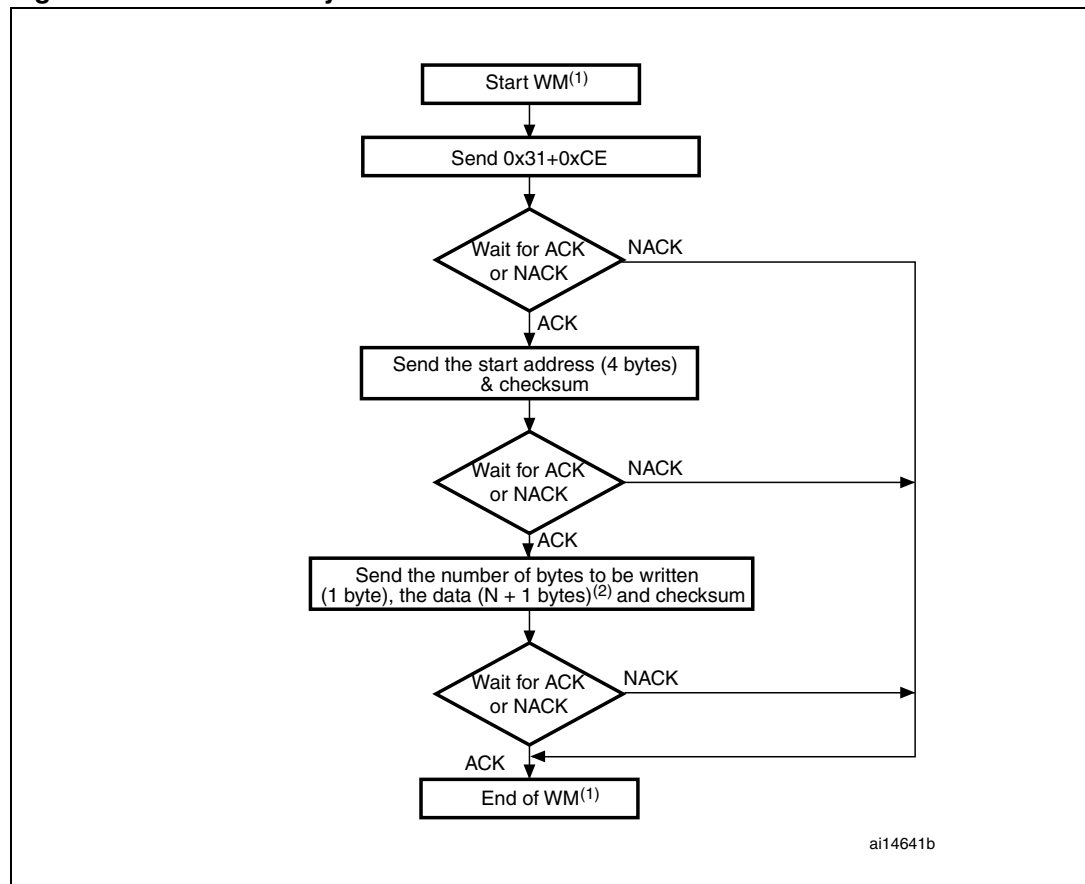 Start WM(1)
Send 0x31+0xCE
Wait for ACK
or NACK
NACK
ACK
Send the start address (4 bytes)
& checksum
Wait for ACK
or NACK
NACK
ACK
Send the number of bytes to be written
(1 byte), the data (N + 1 bytes)(2) and checksum
Wait for ACK
or NACK
NACK
ACK
End of WM(1)
ai14641b